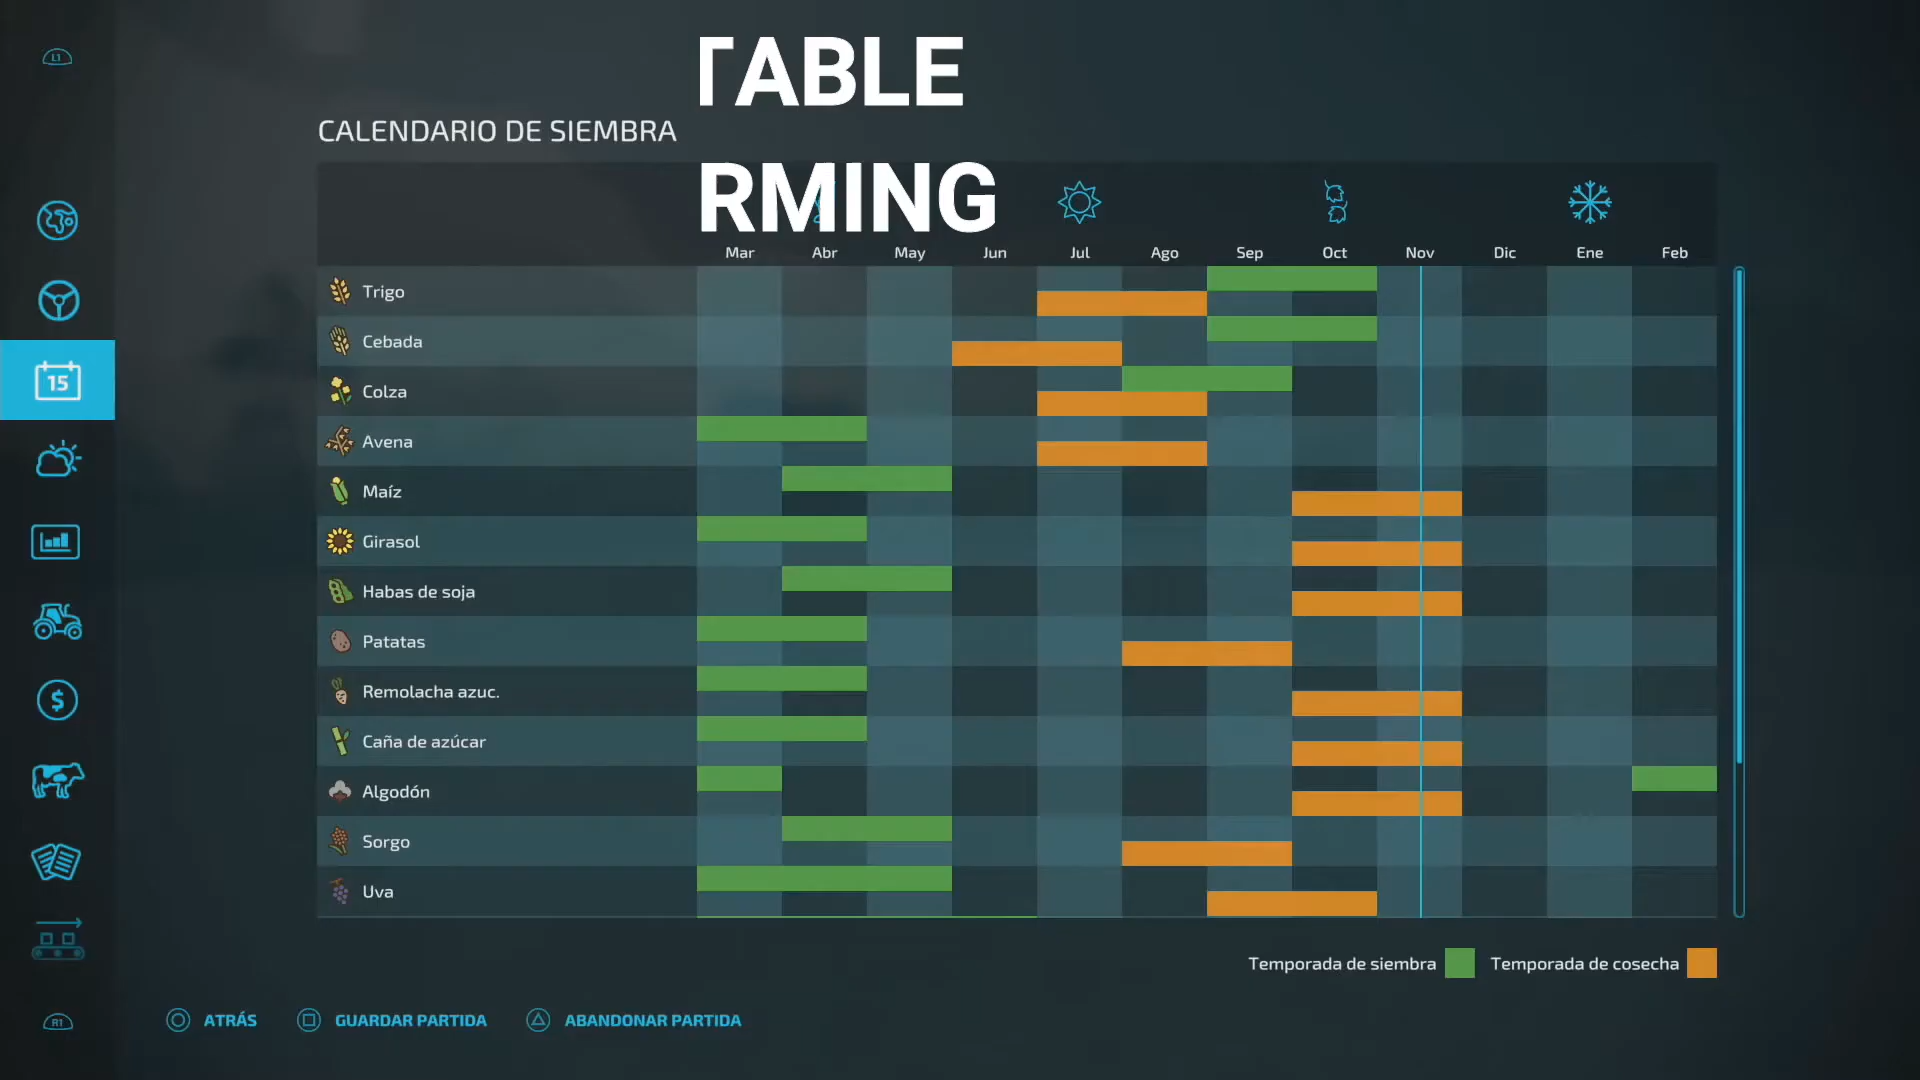 L1
TABLE
CALENDARIO DE SIEMBRA
RMING
Mar Abr May Jun Jul Ago Sep Oct Nov Dic Ene Feb
Trigo
Cebada
Colza
15
Avena
Maíz
Girasol
Habas de soja
Patatas
Remolacha azuc.
$
Caña de azúcar
Algodón
Sorgo
Uva
Temporada de siembra Temporada de cosecha
R1
ATRÁS GUARDAR PARTIDA ABANDONAR PARTIDA